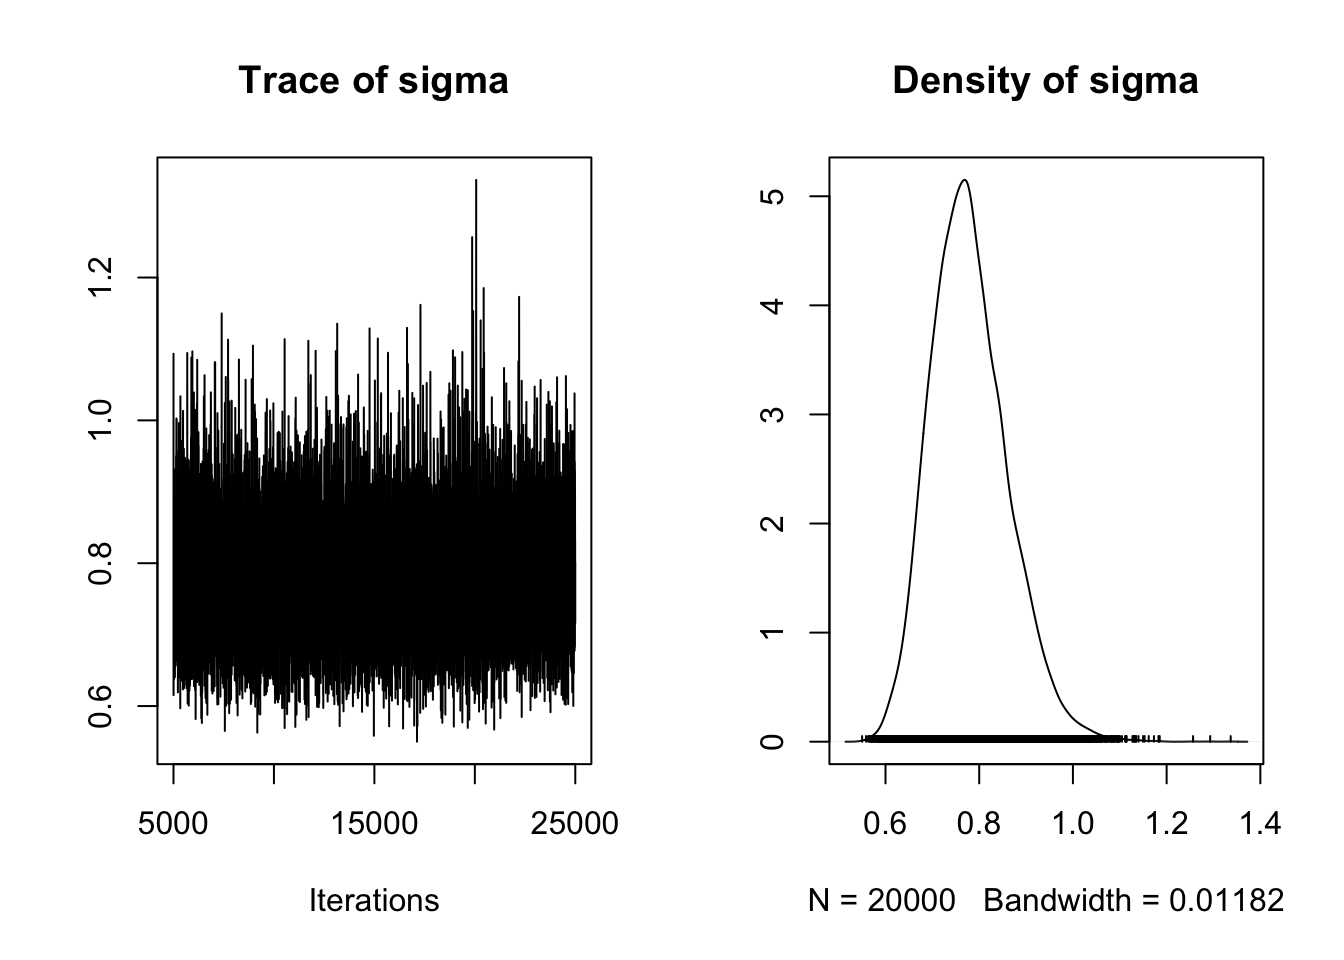 Trace of sigma
1.2
1.0
0.8
0.6
5000 15000 25000
Iterations
Density of sigma
5
4
3
2
1
0
0.6 0.8 1.0 1.2 1.4
N = 20000 Bandwidth = 0.01182